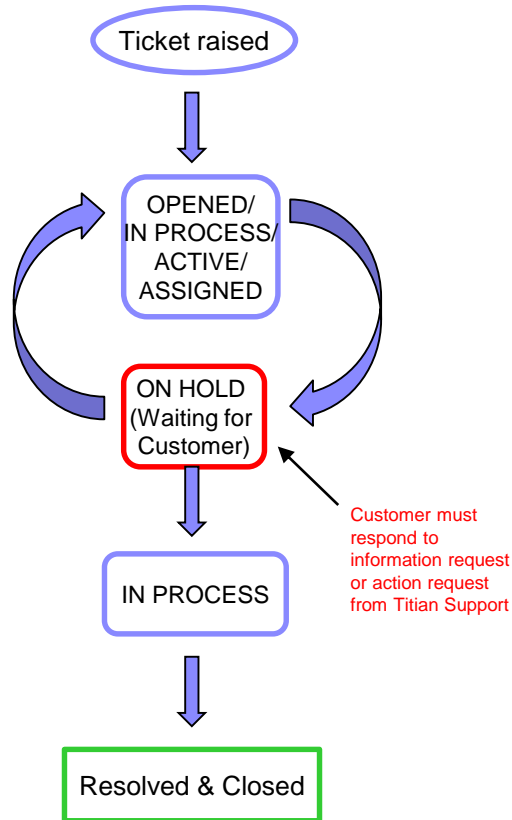 Ticket raised
OPENED/
IN PROCESS/
ACTIVE/
ASSIGNED
ON HOLD
(Waiting for
Customer)
Customer must
respond to
information request
or action request
from Titian Support
IN PROCESS
Resolved & Closed